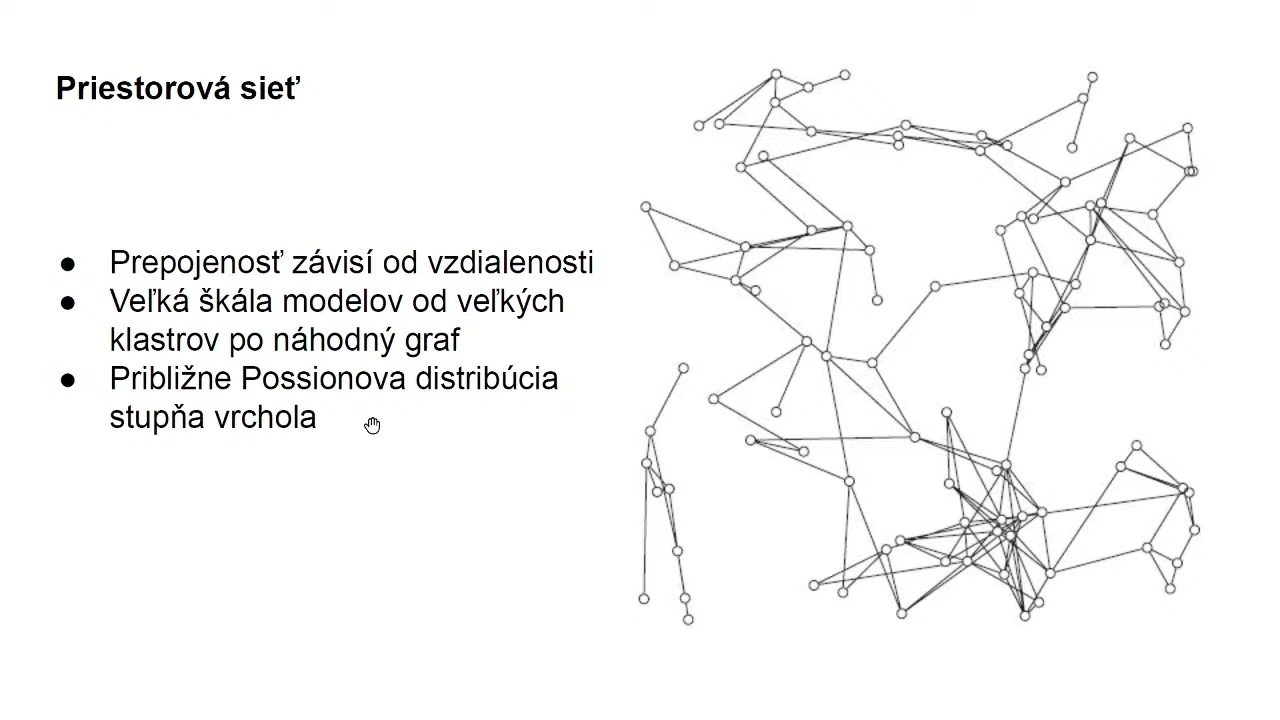 Priestorová sieť
● Prepojenosť závisí od vzdialenosti
● Veľká škála modelov od veľkých
klastrov po náhodný graf
● Približne Possionova distribúcia
stupňa vrchola